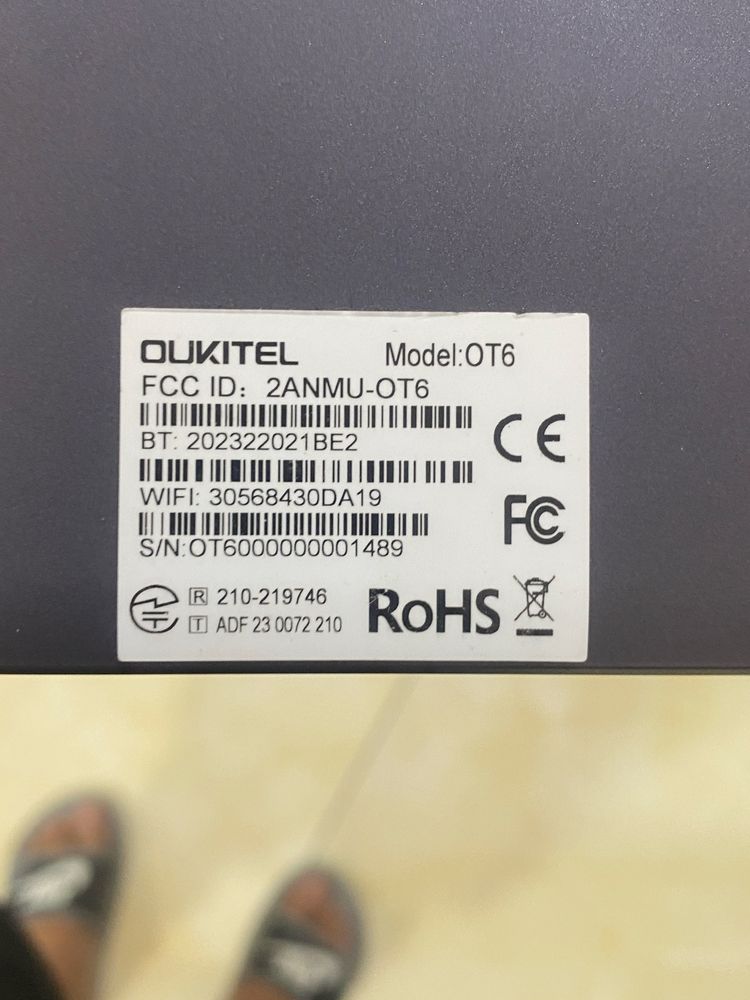 OUKITEL Model:OT6
FCC ID: 2ANMU-OT6
BT: 202322021BE2
WIFI: 30568430DA19
S/N:OT6000000001489
CE
FC
R 210-219746
T ADF 23 0072 210
RoHS